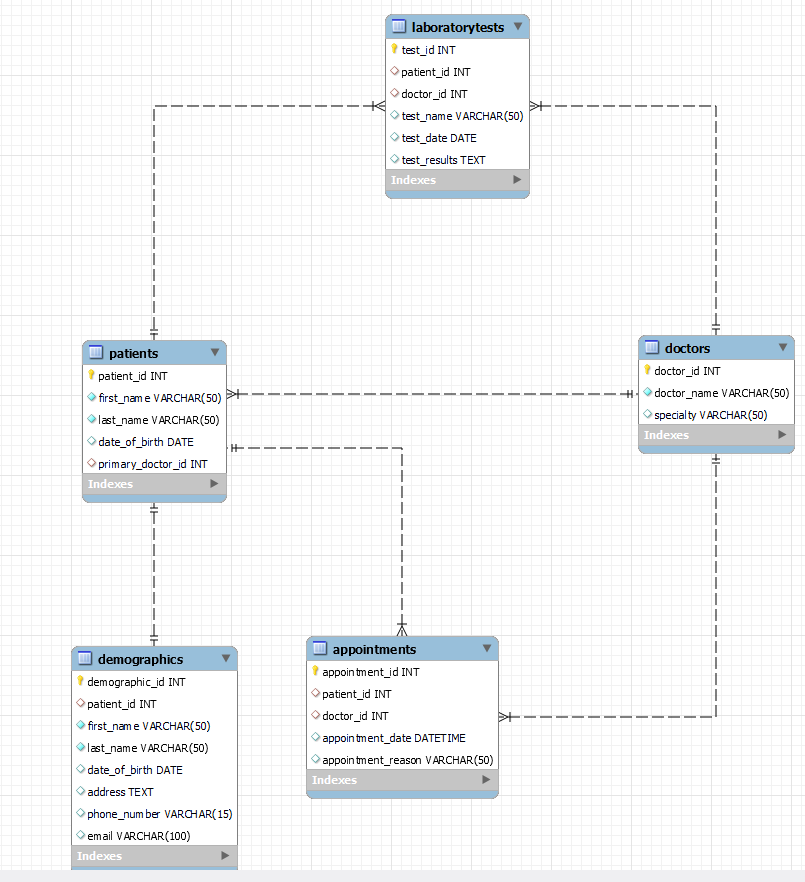 laboratorytests
test_id INT
patient_id INT
doctor_id INT
test_name VARCHAR(50)
test_date DATE
test_results TEXT
Indexes
patients
patient_id INT
first_name VARCHAR(50)
last_name VARCHAR(50)
date_of_birth DATE
primary_doctor_id INT
Indexes
doctors
doctor_id INT
doctor_name VARCHAR(50)
specialty VARCHAR(50)
Indexes
demographics
demographic_id INT
patient_id INT
first_name VARCHAR(50)
last_name VARCHAR(50)
date_of_birth DATE
address TEXT
phone_number VARCHAR(15)
email VARCHAR(100)
Indexes
appointments
appointment_id INT
patient_id INT
doctor_id INT
appointment_date DATETIME
appointment_reason VARCHAR(50)
Indexes